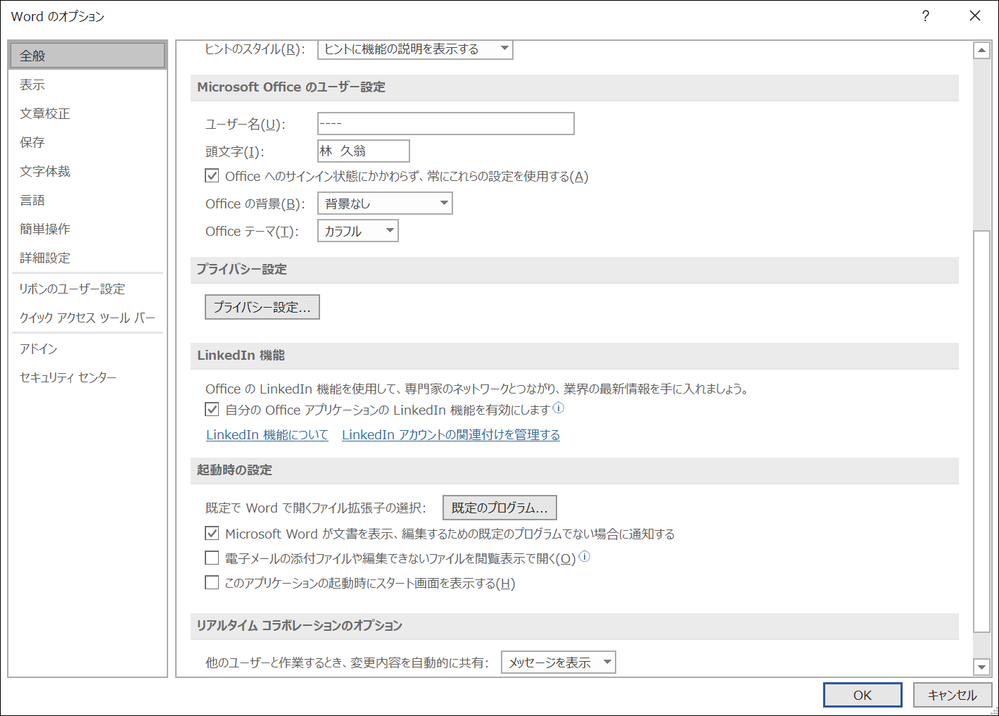 Word のオプション
?
全般
表示
文章校正
保存
文字体裁
言語
簡単操作
詳細設定
リボンのユーザー設定
クイック アクセス ツール バー
アドイン
セキュリティ センター
ヒントのスタイル(R): ヒントに機能の説明を表示する
Microsoft Office のユーザー設定
ユーザー名(U): ----
頭文字(I): 林 久翁
Office へのサインイン状態にかかわらず、常にこれらの設定を使用する(A)
Office の背景(B): 背景なし
Office テーマ(T): カラフル
プライバシー設定
プライバシー設定...
LinkedIn 機能
Office の LinkedIn 機能を使用して、専門家のネットワークとつながり、業界の最新情報を手に入れましょう。
自分の Office アプリケーションの LinkedIn 機能を有効にします
LinkedIn 機能について LinkedIn アカウントの関連付けを管理する
起動時の設定
既定で Word で開くファイル拡張子の選択: 既定のプログラム...
Microsoft Word が文書を表示、編集するための既定のプログラムでない場合に通知する
電子メールの添付ファイルや編集できないファイルを閲覧表示で開く(O)
このアプリケーションの起動時にスタート画面を表示する(H)
リアルタイム コラボレーションのオプション
他のユーザーと作業するとき、変更内容を自動的に共有: メッセージを表示
OK キャンセル